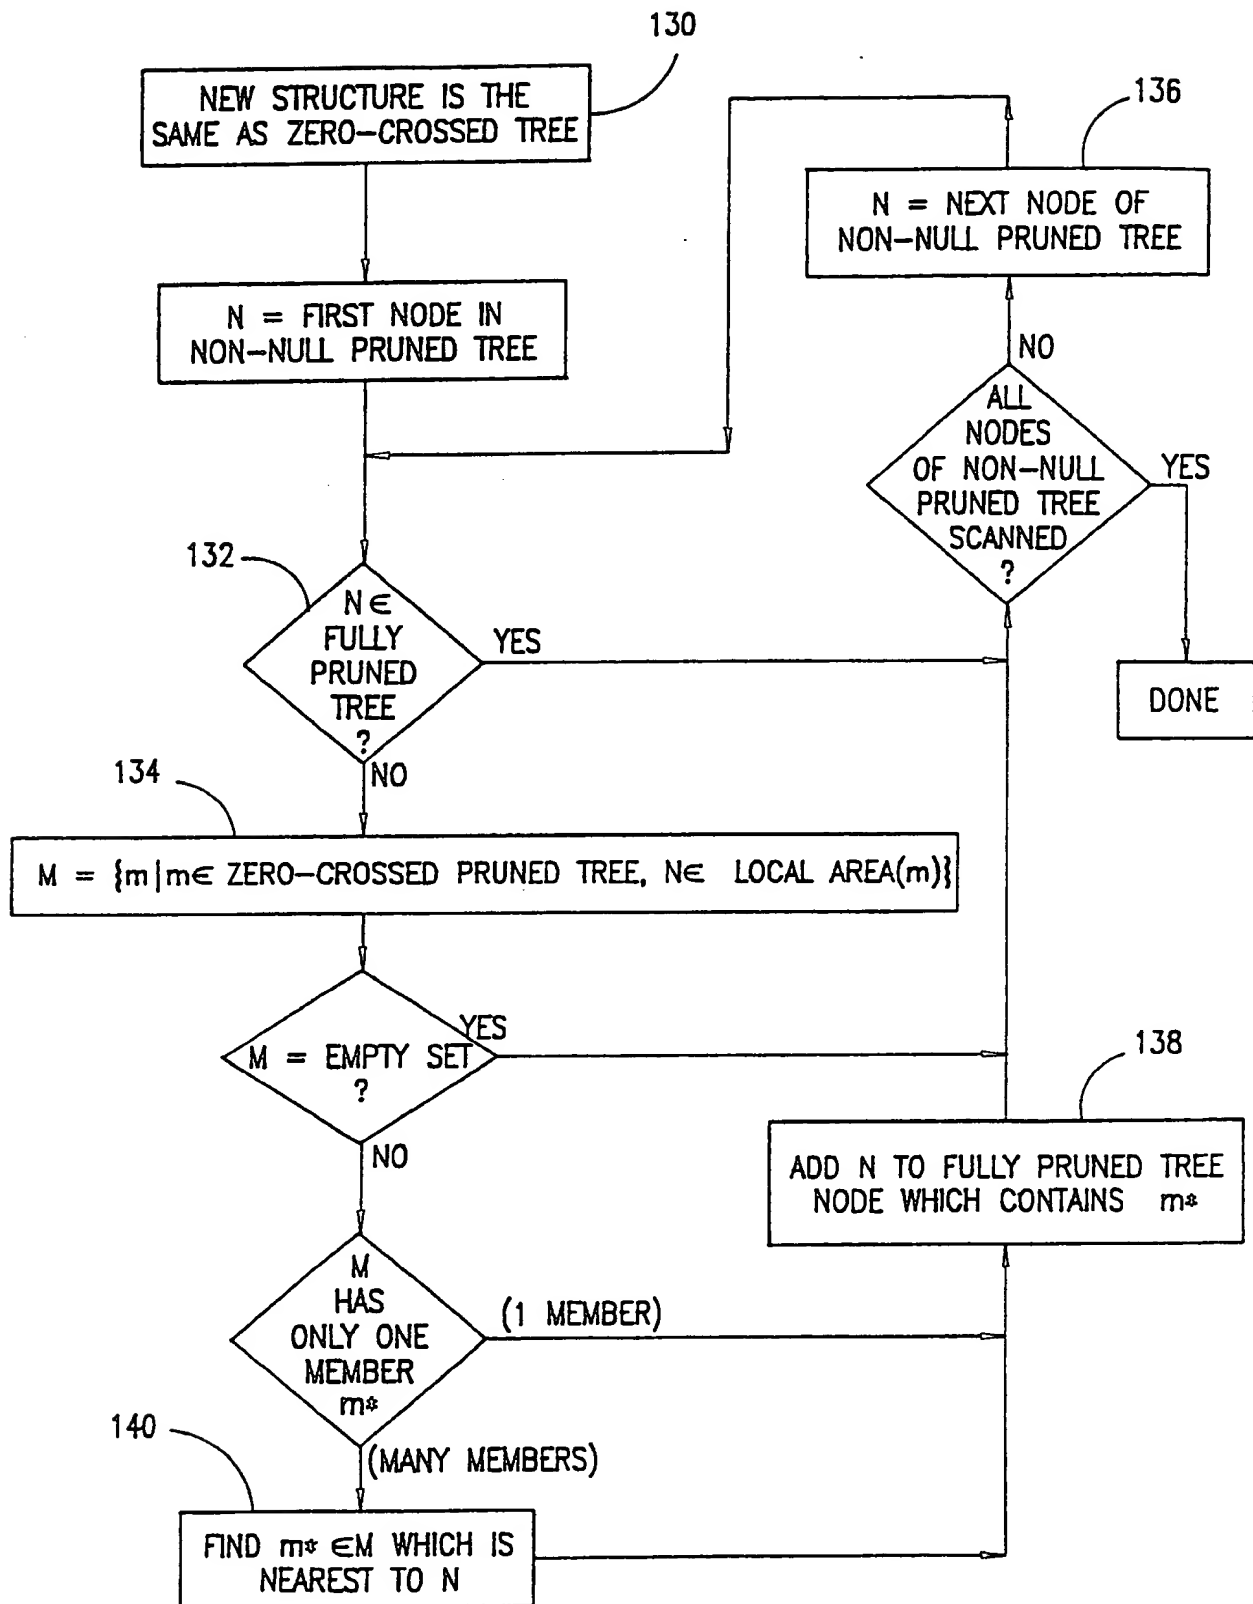 130
NEW STRUCTURE IS THE
SAME AS ZERO-CROSSED TREE
N = FIRST NODE IN
NON-NULL PRUNED TREE
136
N = NEXT NODE OF
NON-NULL PRUNED TREE
NO
ALL
NODES
OF NON-NULL
PRUNED TREE
SCANNED
?
YES
DONE
132
N∈
FULLY
PRUNED
TREE
?
YES
NO
134
M = {m|m∈ ZERO-CROSSED PRUNED TREE, N∈ LOCAL AREA(m)}
M = EMPTY SET
?
YES
NO
138
ADD N TO FULLY PRUNED TREE
NODE WHICH CONTAINS m*
M
HAS
ONLY ONE
MEMBER
m*
(1 MEMBER)
(MANY MEMBERS)
140
FIND m* ∈M WHICH IS
NEAREST TO N